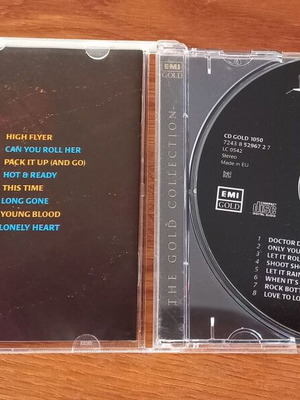 HIGH FLYER
CAN YOU ROLL HER
PACK IT UP (AND GO)
HOT & READY
THIS TIME
LONG GONE
YOUNG BLOOD
LONELY HEART
EMI
GOLD
THE GOLD COLLECTION
CD GOLD 1050
7243 8 52967 2 7
LC 0542
Stereo
Made in EU
EMI
GOLD
1 DOCTOR D
2 ONLY YOU
3 LET IT ROL
4 SHOOT SH
5 LET IT RAIN
6 WHEN IT'S
7 ROCK BOTT
8 LOVE TO LO